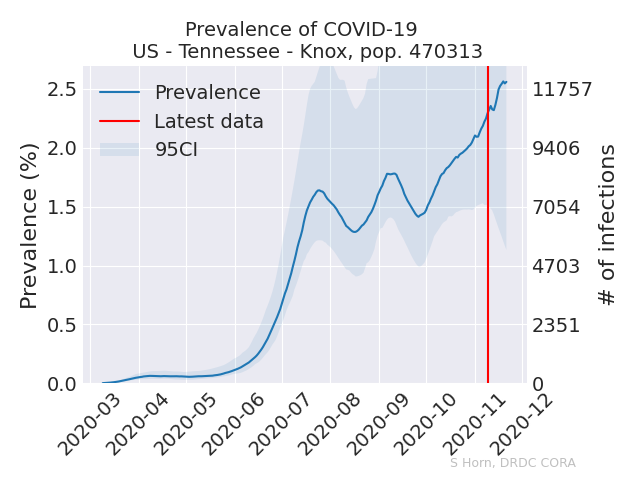 Prevalence of COVID-19
US - Tennessee - Knox, pop. 470313
Prevalence
Latest data
95CI
Prevalence (%)
2.5
2.0
1.5
1.0
0.5
0.0
11757
9406
7054
4703
2351
0
# of infections
2020-03
2020-04
2020-05
2020-06
2020-07
2020-08
2020-09
2020-10
2020-11
2020-12
S Horn, DRDC CORA